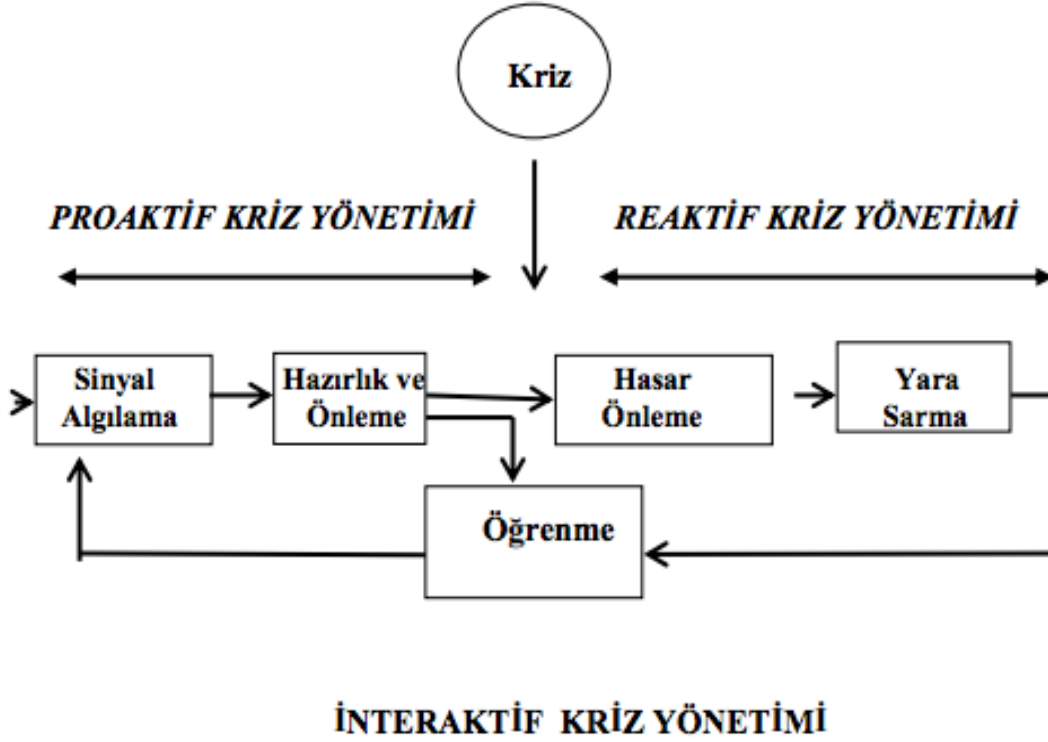 Kriz
PROAKTİF KRİZ YÖNETİMİ
REAKTİF KRİZ YÖNETİMİ
Sinyal
Algılama
Hazırlık ve
Önleme
Hasar
Önleme
Yara
Sarma
Öğrenme
İNTERAKTİF KRİZ YÖNETİMİ